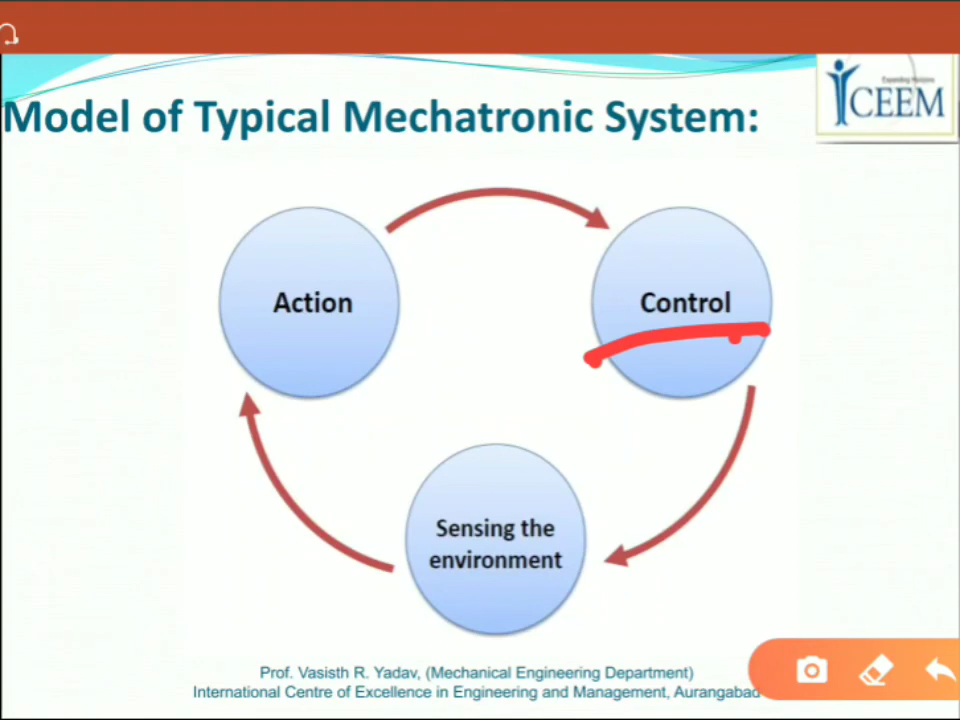 Model of Typical Mechatronic System:
ICEEM
Action
Control
Sensing the
environment
Prof. Vasisth R. Yadav, (Mechanical Engineering Department)
International Centre of Excellence in Engineering and Management, Aurangabad